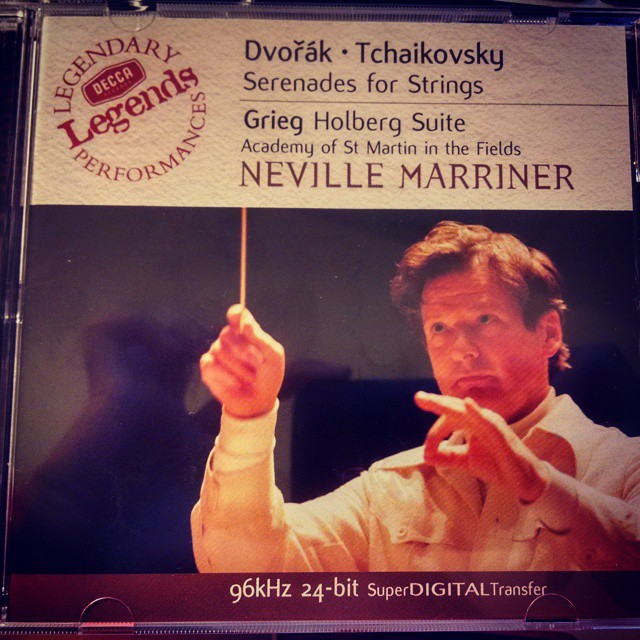 LEGENDARY
DECCA
Legends
PERFORMANCES
Dvořák · Tchaikovsky
Serenades for Strings
Grieg Holberg Suite
Academy of St Martin in the Fields
NEVILLE MARRINER
96kHz 24-bit SuperDIGITALTransfer